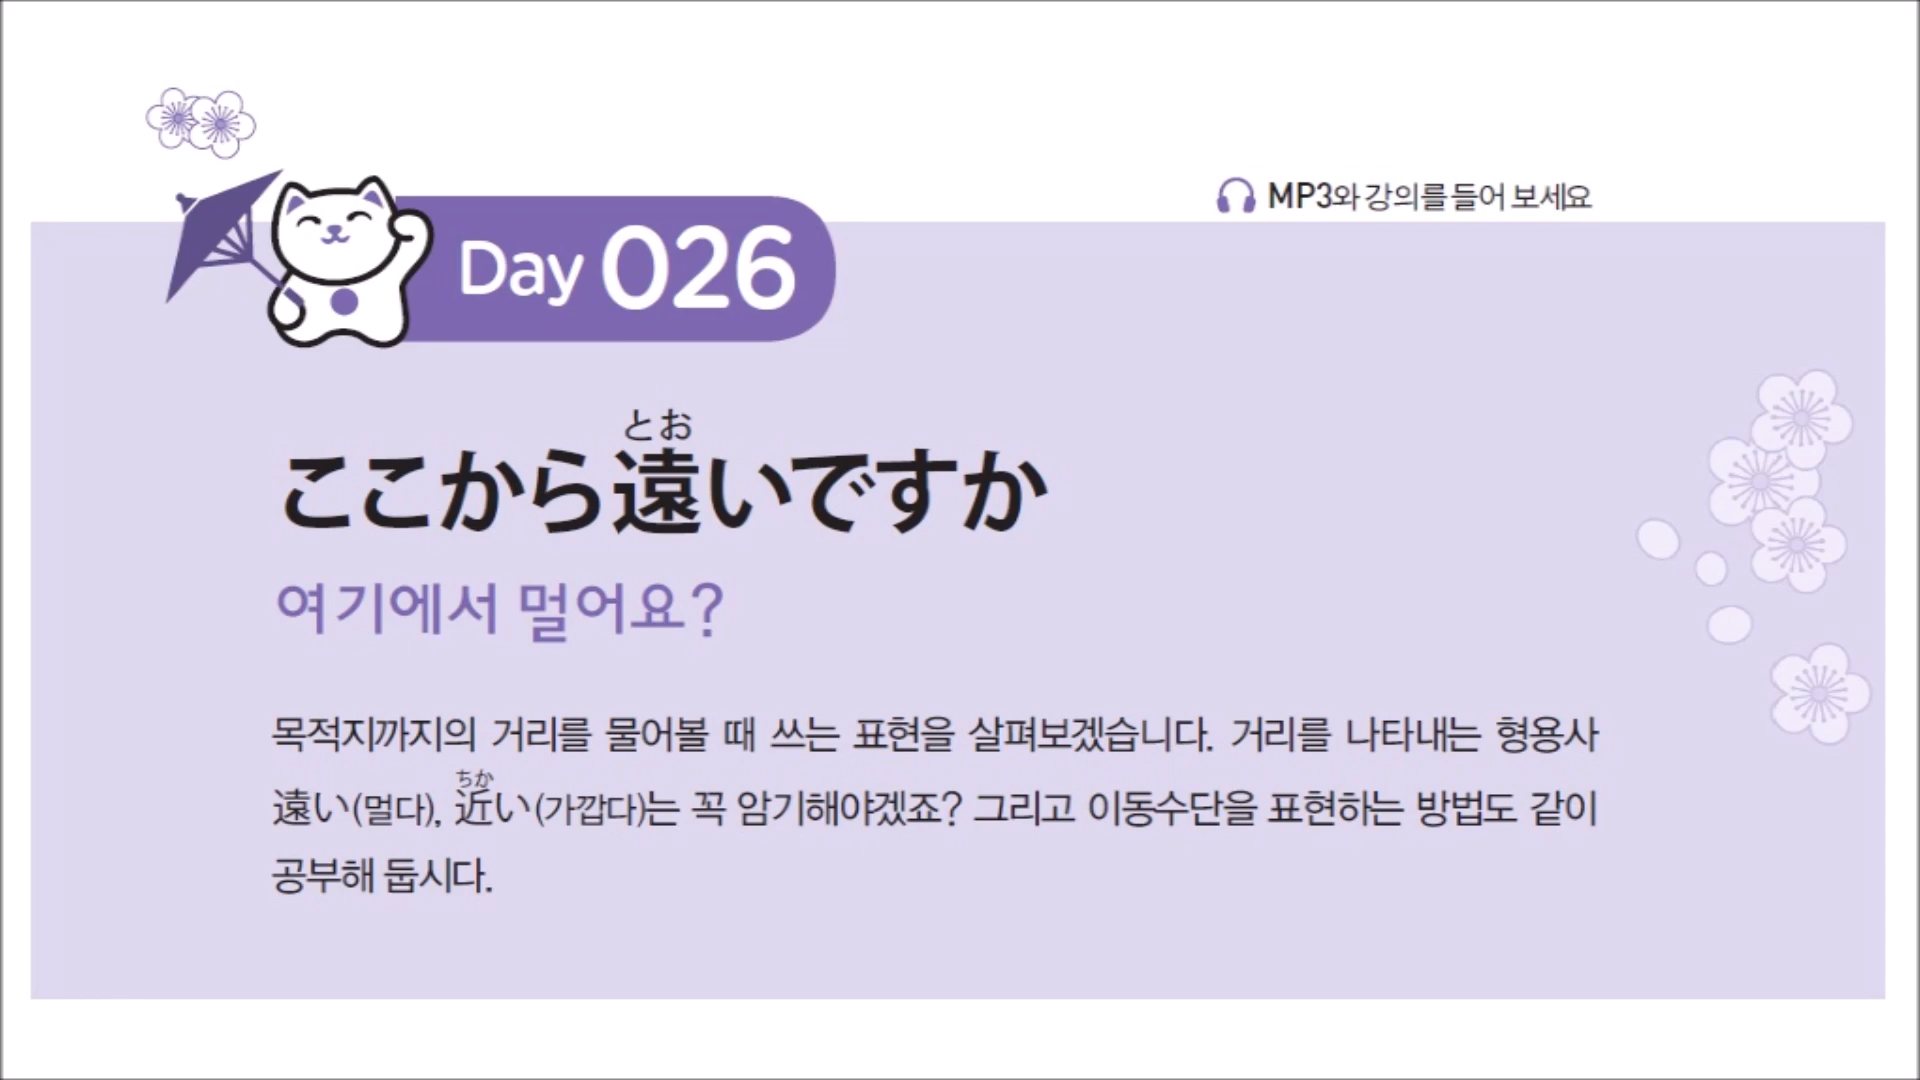 MP3와 강의를 들어 보세요
Day 026
とお
ここから遠いですか
여기에서 멀어요?
목적지까지의 거리를 물어볼 때 쓰는 표현을 살펴보겠습니다. 거리를 나타내는 형용사
ちか
遠い(멀다), 近い(가깝다)는 꼭 암기해야겠죠? 그리고 이동수단을 표현하는 방법도 같이
공부해 둡시다.